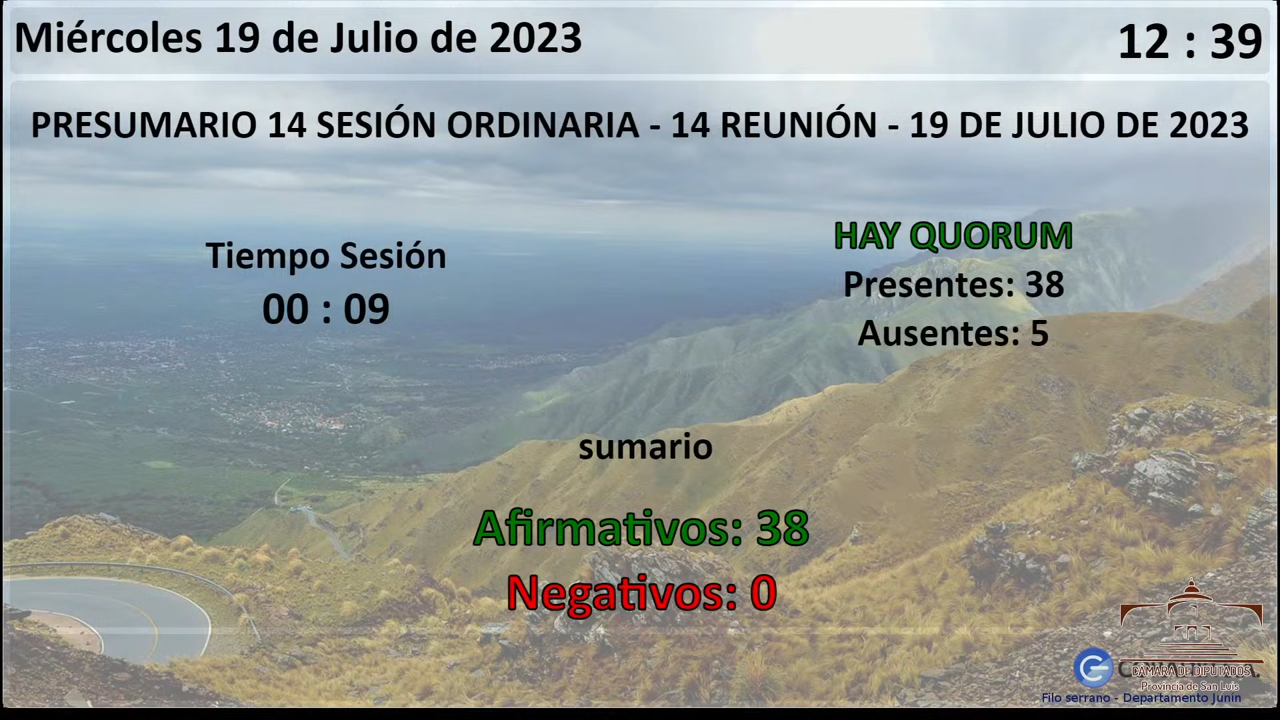 Miércoles 19 de Julio de 2023
12 : 39
PRESUMARIO 14 SESIÓN ORDINARIA - 14 REUNIÓN - 19 DE JULIO DE 2023
Tiempo Sesión
00 : 09
HAY QUORUM
Presentes: 38
Ausentes: 5
sumario
Afirmativos: 38
Negativos: 0
CÁMARA DE DIPUTADOS
Provincia de San Luis
Filo serrano - Departamento Junin